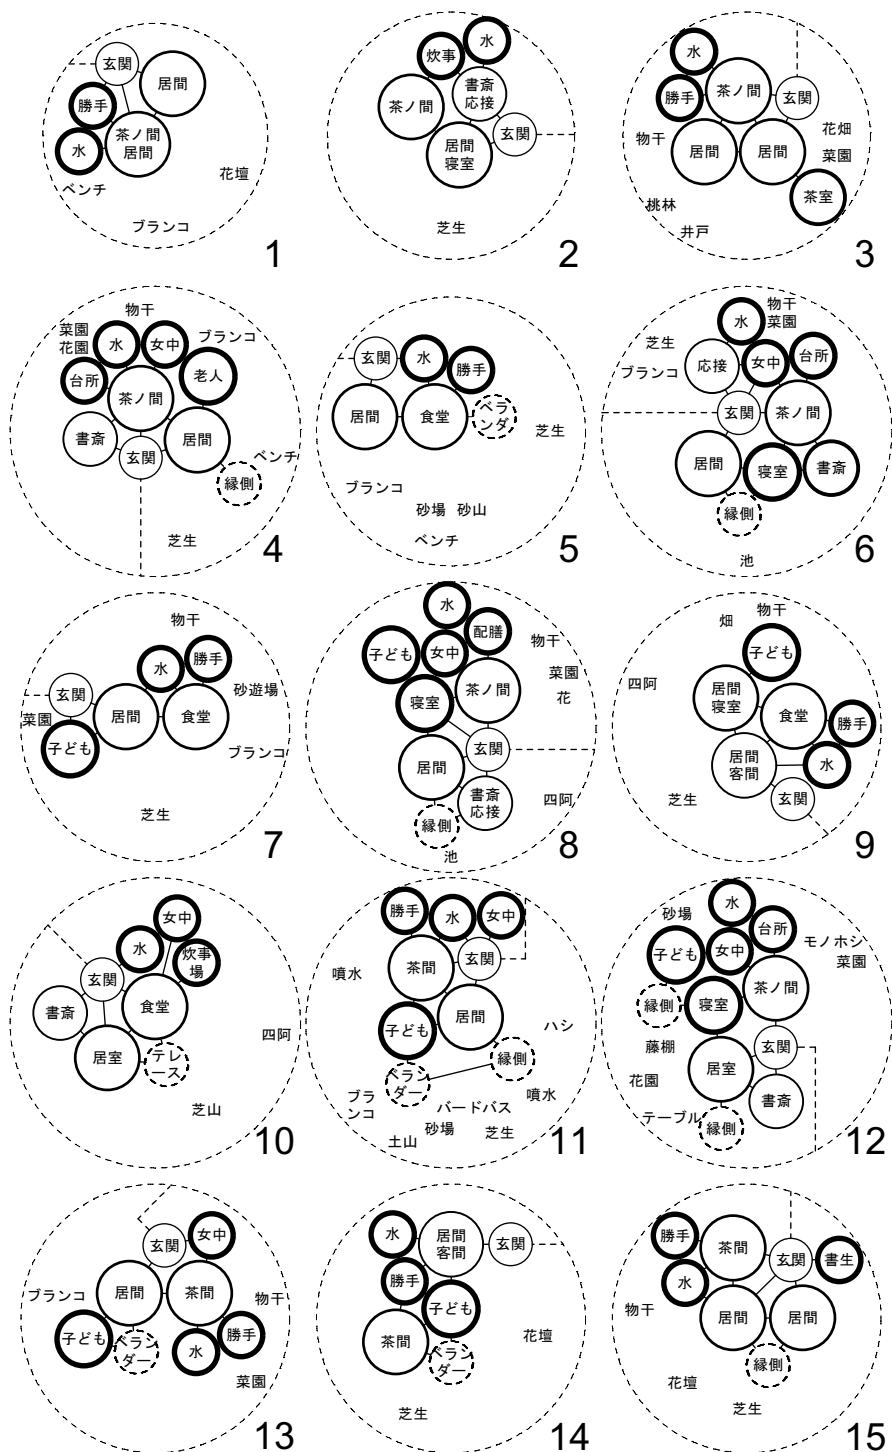 玄関
居間
勝手
茶ノ間
居間
水
花壇
ベンチ
ブランコ
1
水
炊事
書斎
応接
茶ノ間
玄関
居間
寝室
芝生
2
水
茶ノ間
勝手
玄関
花畑
物干
居間
居間
菜園
茶室
桃林
井戸
3
物干
菜園
花園
水
女中
ブランコ
台所
老人
茶ノ間
書斎
居間
玄関
ベンチ
縁側
芝生
4
玄関
水
勝手
居間
食堂
ベラ
ンダ
芝生
ブランコ
砂場 砂山
ベンチ
5
物干
菜園
水
芝生
応接
女中
台所
ブランコ
玄関
茶ノ間
居間
寝室
書斎
縁側
池
6
物干
水
勝手
玄関
砂遊場
菜園
居間
食堂
子ども
ブランコ
芝生
7
水
配膳
物干
子ども
女中
菜園
寝室
茶ノ間
花
玄関
居間
書斎
応接
四阿
縁側
池
8
畑
物干
子ども
四阿
居間
寝室
食堂
勝手
居間
客間
水
芝生
玄関
9
女中
水
炊事
場
玄関
書斎
食堂
四阿
居室
テレ
ース
芝山
10
勝手
水
女中
噴水
茶間
玄関
子ども
居間
ハシ
縁側
ベラン
ダー
ブラ
ンコ
バードバス
噴水
砂場
芝生
土山
11
水
砂場
台所
子ども
女中
モノホシ
菜園
縁側
寝室
茶ノ間
藤棚
玄関
花園
居室
書斎
テーブル
縁側
12
玄関
女中
ブランコ
居間
茶間
物干
子ども
ベラン
ダー
水
勝手
菜園
13
水
居間
客間
玄関
勝手
子ども
茶間
花壇
ベラン
ダー
芝生
14
勝手
茶間
玄関
書生
水
物干
居間
居間
縁側
花壇
芝生
15